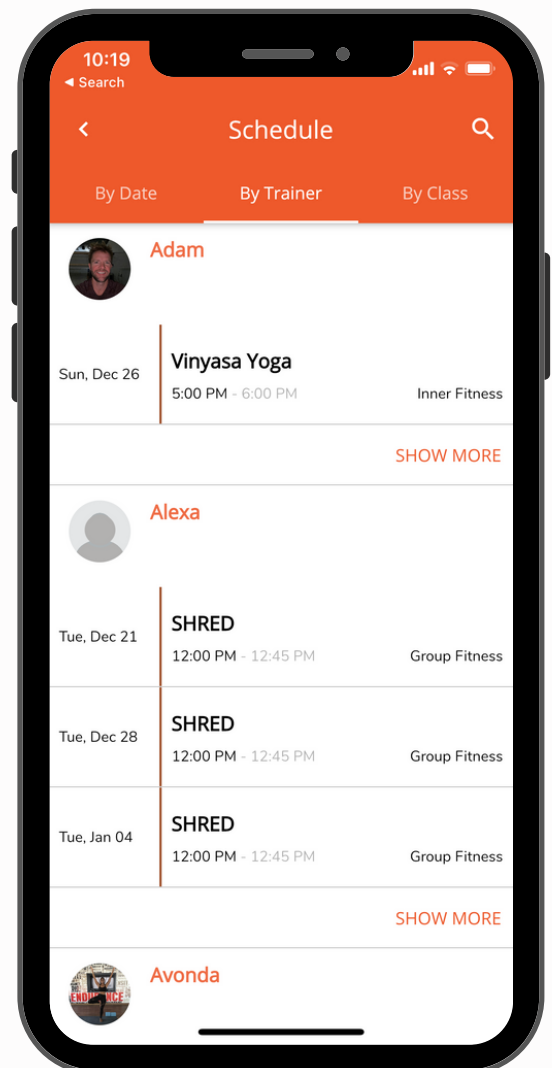 10:19
◀ Search
Schedule
By Date By Trainer By Class
Adam
Vinyasa Yoga
Sun, Dec 26
5:00 PM - 6:00 PM Inner Fitness
SHOW MORE
Alexa
SHRED
Tue, Dec 21
12:00 PM - 12:45 PM Group Fitness
SHRED
Tue, Dec 28
12:00 PM - 12:45 PM Group Fitness
SHRED
Tue, Jan 04
12:00 PM - 12:45 PM Group Fitness
SHOW MORE
Avonda